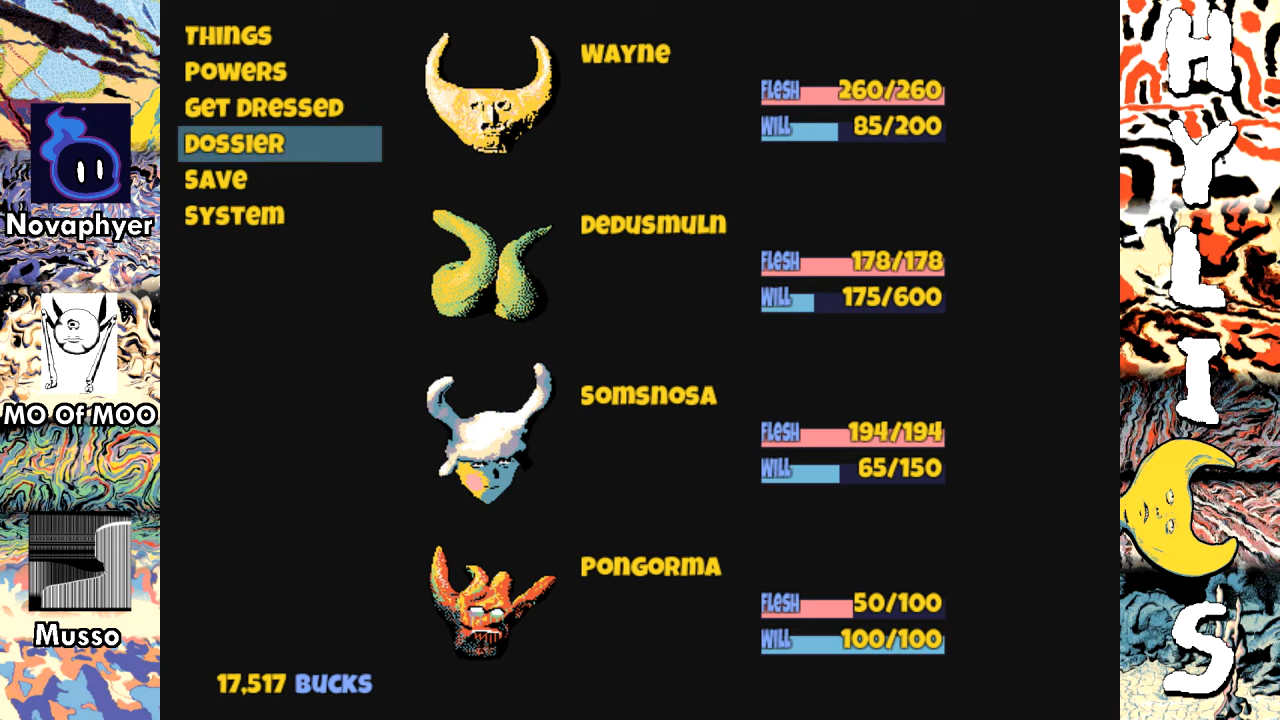 THINGS
POWERS
GET DRESSED
DOSSIER
SAVE
SYSTEM
17,517 BUCKS
WAYNE
FLESH 260/260
WILL 85/200
DEDUSMULN
FLESH 178/178
WILL 175/600
SOMSNOSA
FLESH 194/194
WILL 65/150
PONGORMA
FLESH 50/100
WILL 100/100
Novaphyer
MO Of MOO
Musso
HYLICS